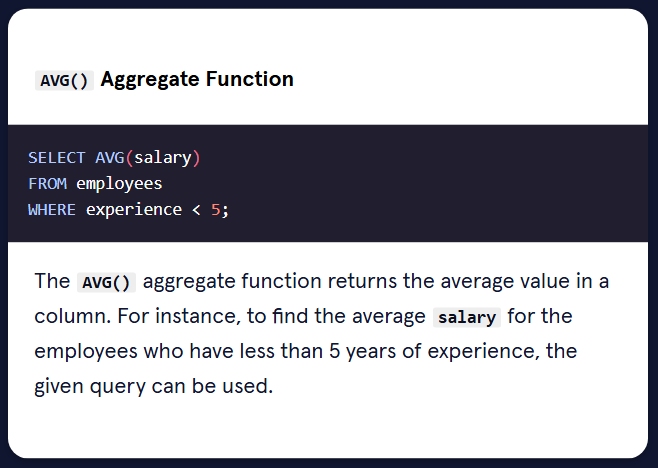 AVG() Aggregate Function
SELECT AVG(salary)
FROM employees
WHERE experience < 5;
The AVG() aggregate function returns the average value in a
column. For instance, to find the average salary for the
employees who have less than 5 years of experience, the
given query can be used.